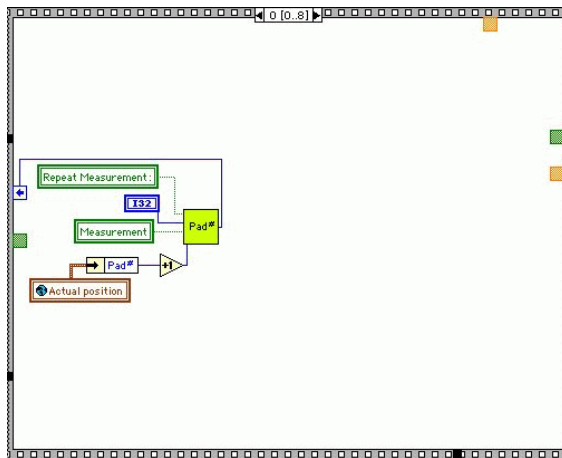 0 [0..8]
Repeat Measurement:
I32
Pad#
Measurement
Pad#
+1
Actual position